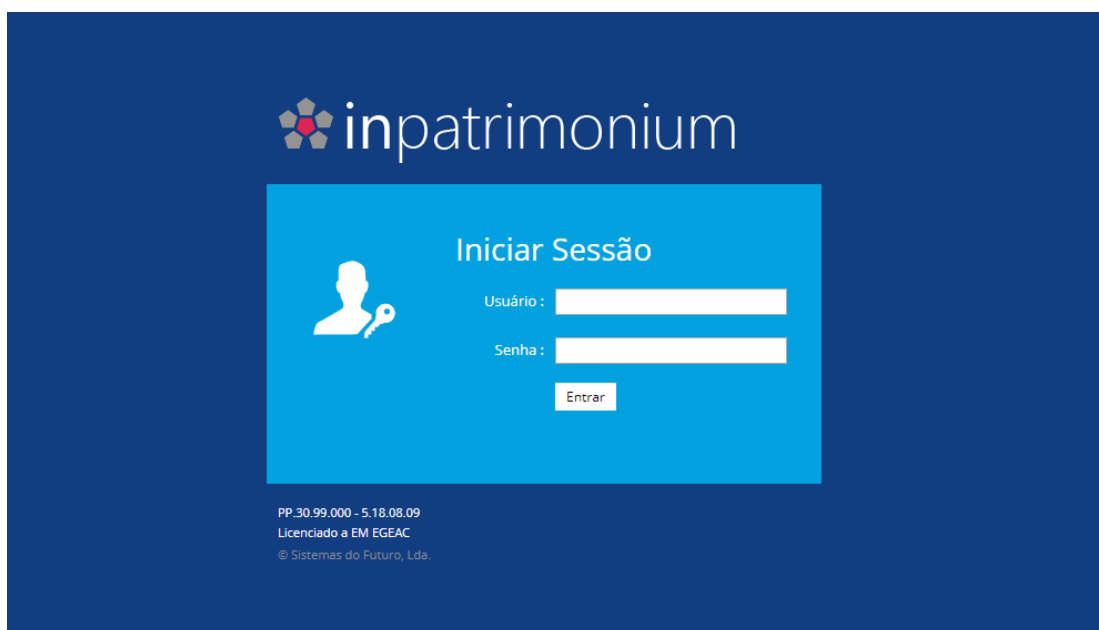 inpatrimonium
Iniciar Sessão
Usuário :
Senha :
Entrar
PP.30.99.000 - 5.18.08.09
Licenciado a EM EGEAC
© Sistemas do Futuro, Lda.